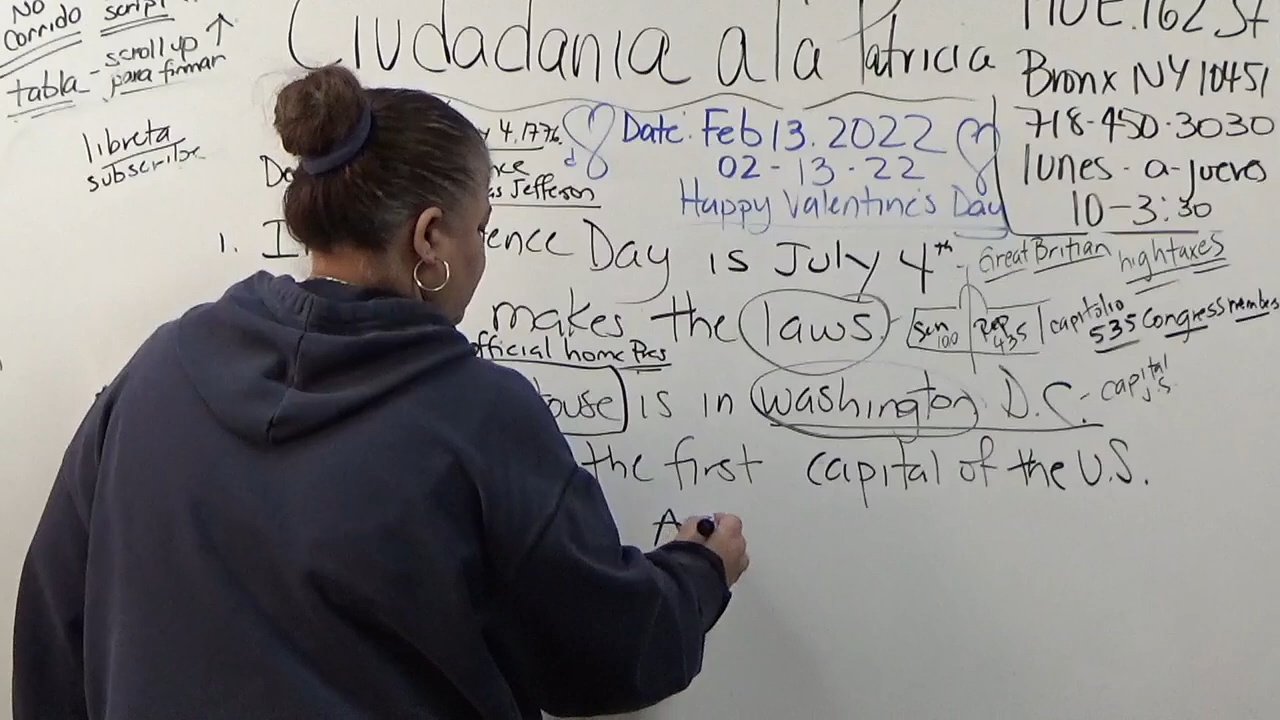 No script
corrido
tabla - scroll up ↑
para firmar
libreta
subscribe
Ciudadania a la Patricia
Bronx NY 10451
718-450-3030
lunes - a - jueves
10-3:30
4, 1776
Jefferson
Date: Feb 13. 2022
02-13-22
Happy Valentine's Day
1. I ence Day is July 4th - Great Britian high taxes
makes the laws. Sen 100 Rep 435 capitolio
535 Congress members
official home Pres
ouse is in Washington D.C. - capital U.S.
the first capital of the U.S.
A